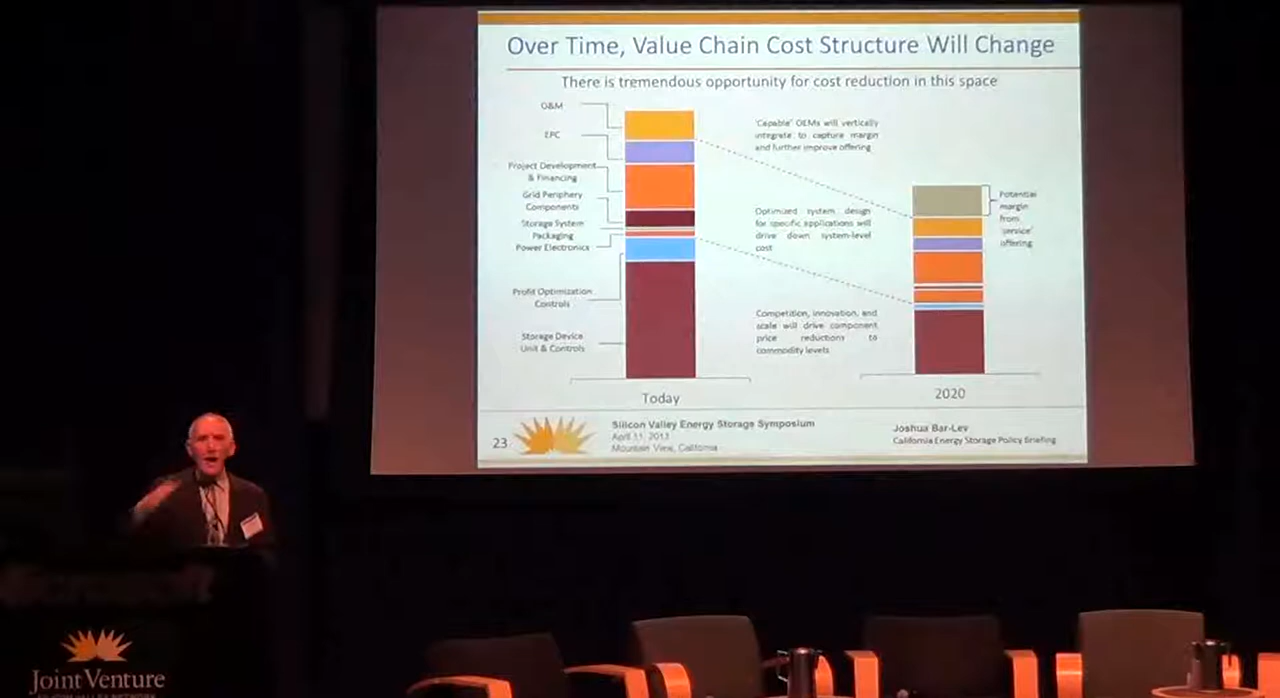 Over Time, Value Chain Cost Structure Will Change
There is tremendous opportunity for cost reduction in this space
O&M
EPC
Project Development
& Financing
Grid Periphery
Components
Storage System
Packaging
Power Electronics
Profit Optimization
Controls
Storage Device
Unit & Controls
'Capable' OEMs will vertically
integrate to capture margin
and further improve offering
Optimized system design
for specific applications will
drive down system-level
cost
Competition, innovation, and
scale will drive component
price reductions to
commodity levels
Potential
margin
from
'service'
offering
Today
2020
23
Silicon Valley Energy Storage Symposium
April 11, 2013
Mountain View, California
Joshua Bar-Lev
California Energy Storage Policy Briefing
Microsoft
Joint Venture
SILICON VALLEY NETWORK